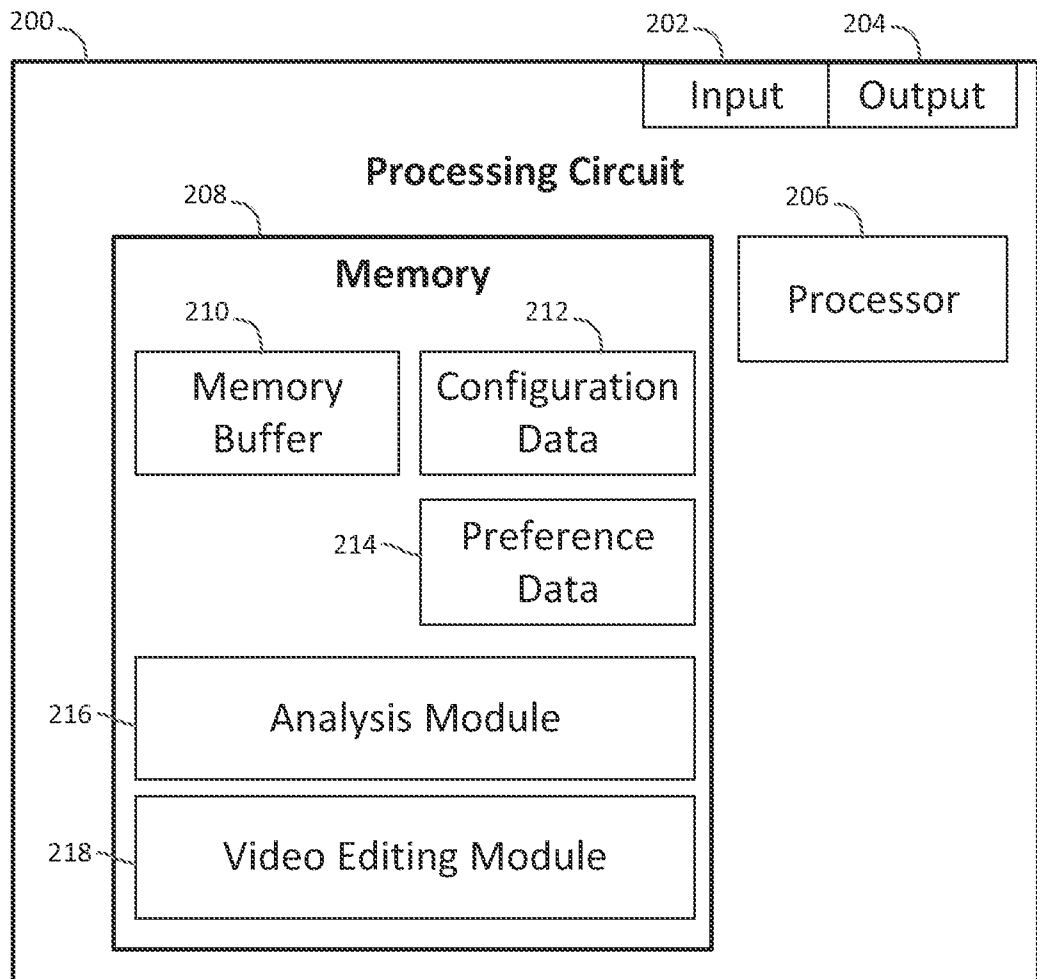 200
202
204
Input
Output
Processing Circuit
208
206
Memory
Processor
210
212
Memory
Buffer
Configuration
Data
214
Preference
Data
216
Analysis Module
218
Video Editing Module